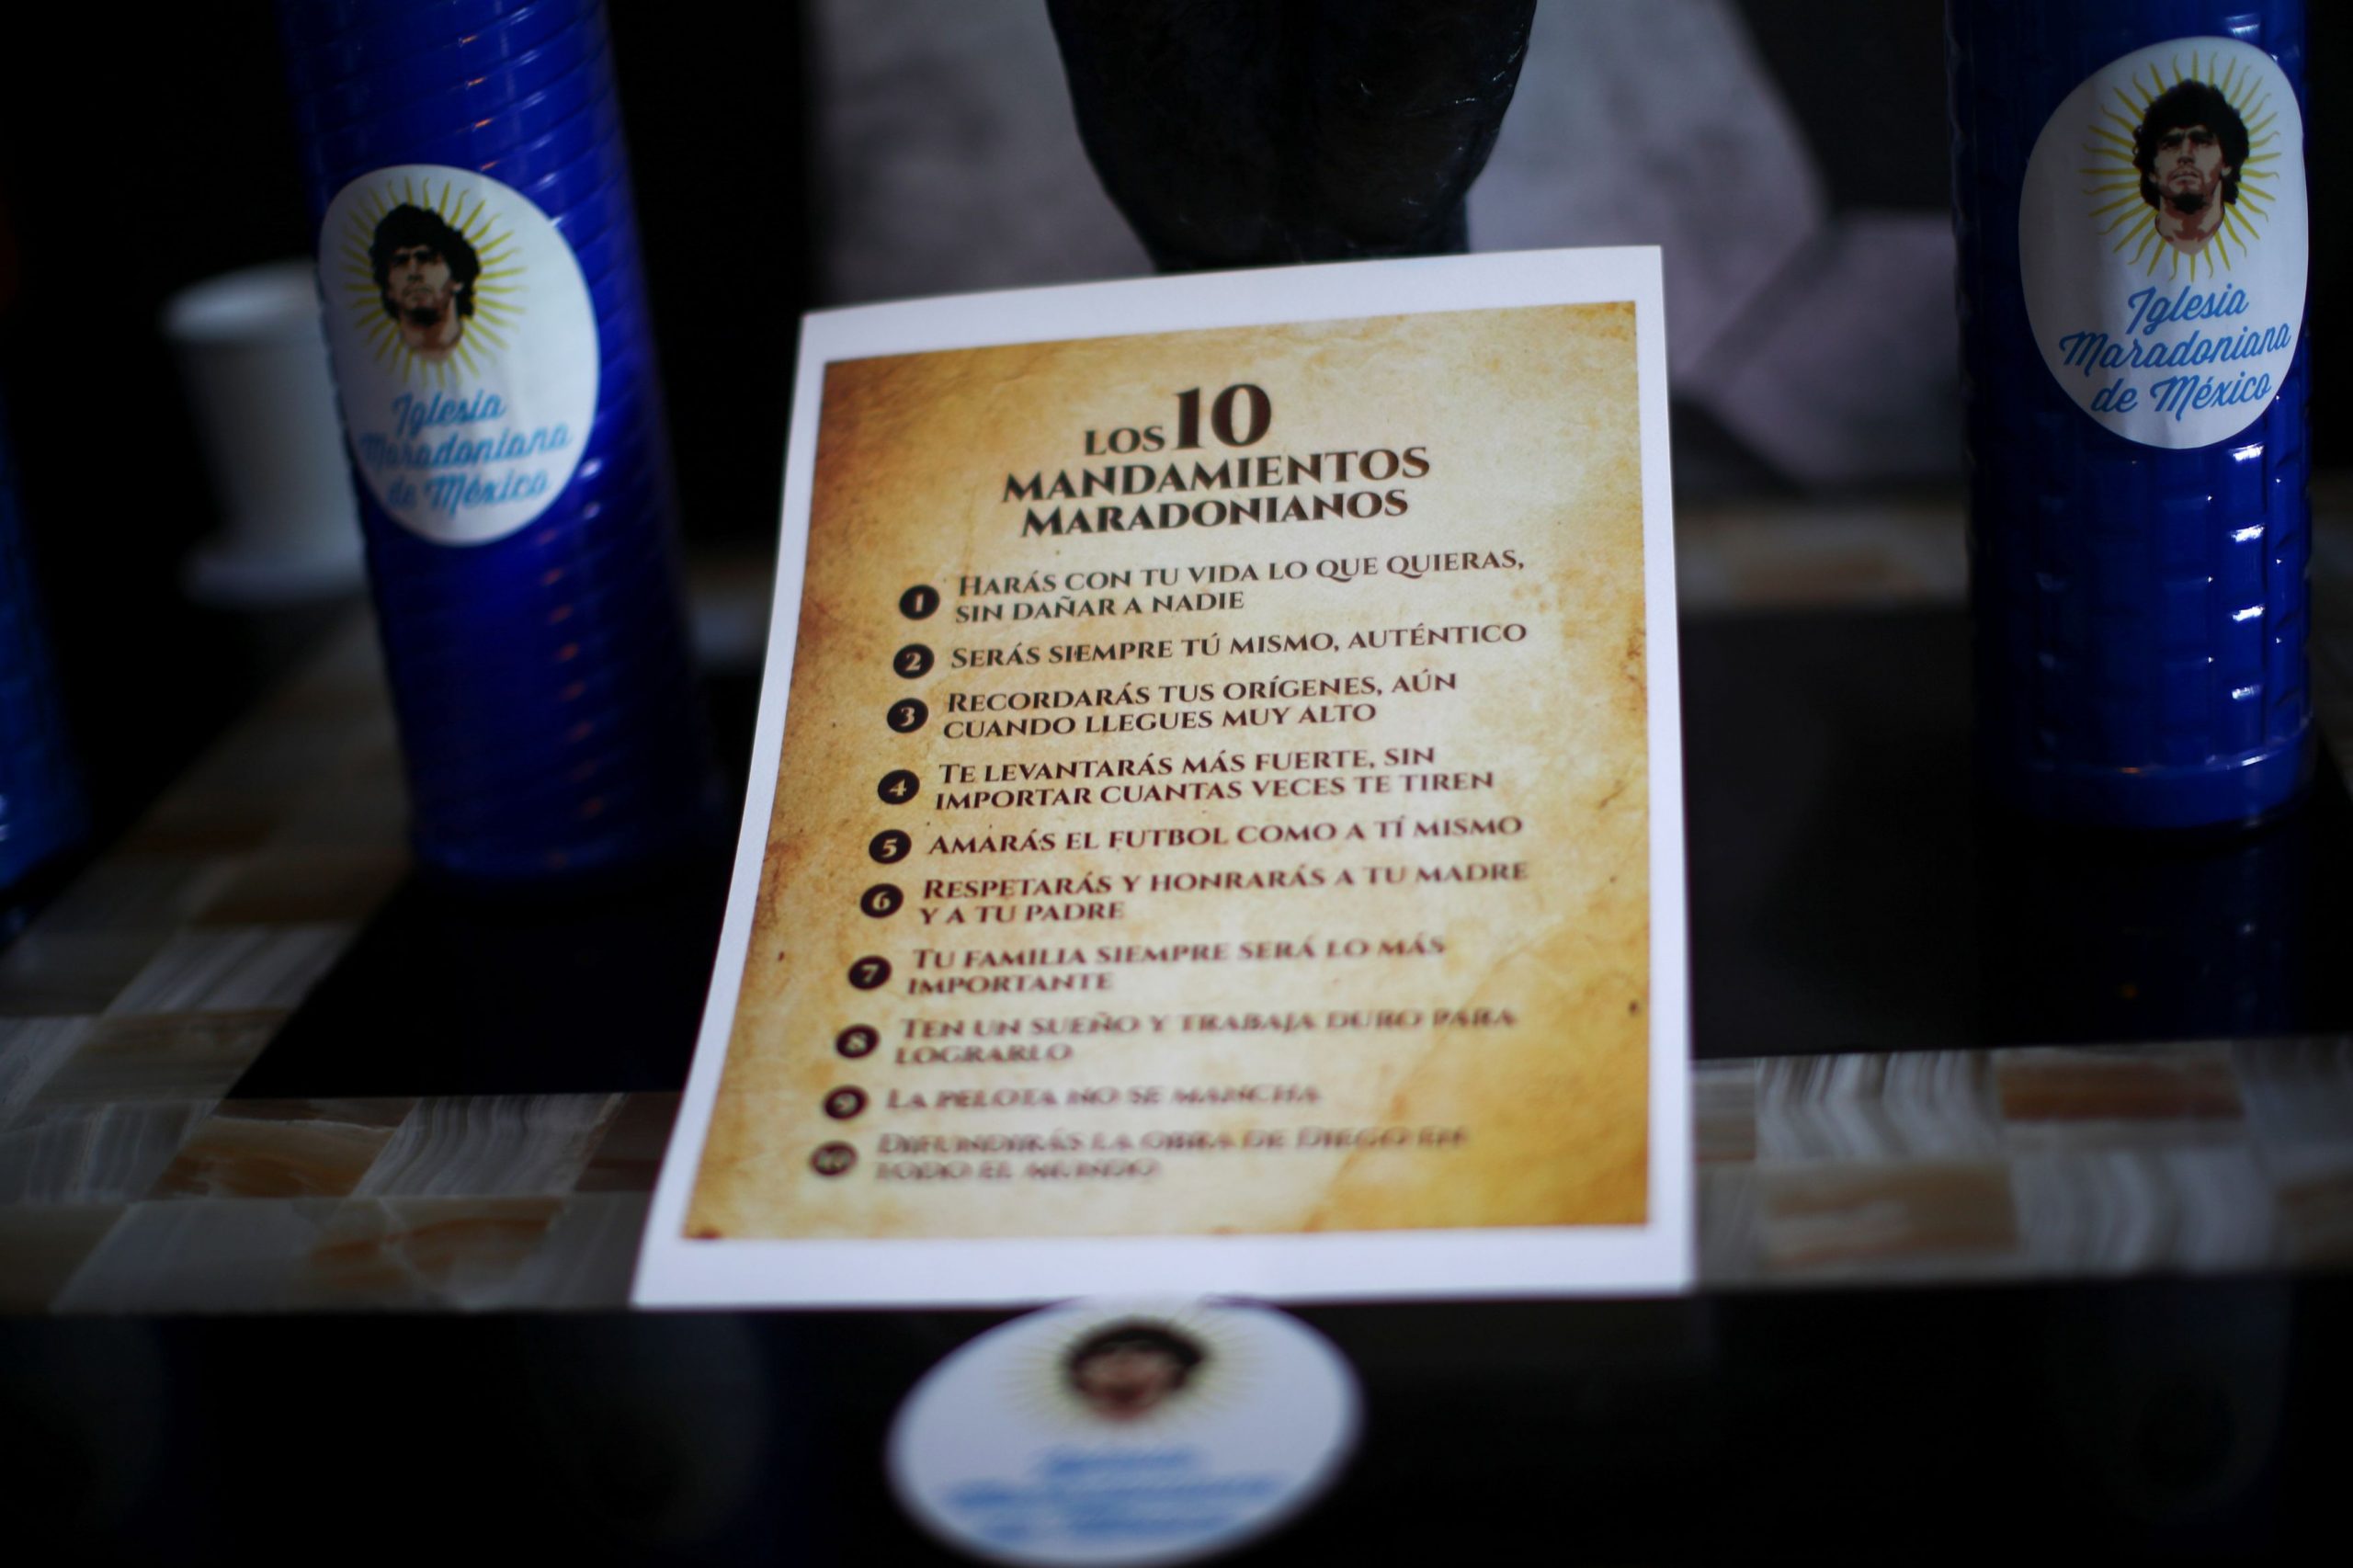 Iglesia
Maradoniana
de México
Iglesia
Maradoniana
de México
LOS 10
MANDAMIENTOS
MARADONIANOS
1 HARÁS CON TU VIDA LO QUE QUIERAS,
SIN DAÑAR A NADIE
2 SERÁS SIEMPRE TÚ MISMO, AUTÉNTICO
3 RECORDARÁS TUS ORÍGENES, AÚN
CUANDO LLEGUES MUY ALTO
4 TE LEVANTARÁS MÁS FUERTE, SIN
IMPORTAR CUANTAS VECES TE TIREN
5 AMARÁS EL FUTBOL COMO A TÍ MISMO
6 RESPETARÁS Y HONRARÁS A TU MADRE
Y A TU PADRE
7 TU FAMILIA SIEMPRE SERÁ LO MÁS
IMPORTANTE
8 TEN UN SUEÑO Y TRABAJA DURO PARA
LOGRARLO
9 LA PELOTA NO SE MANCHA
10 DIFUNDIRÁS LA OBRA DE DIEGO EN
TODO EL MUNDO